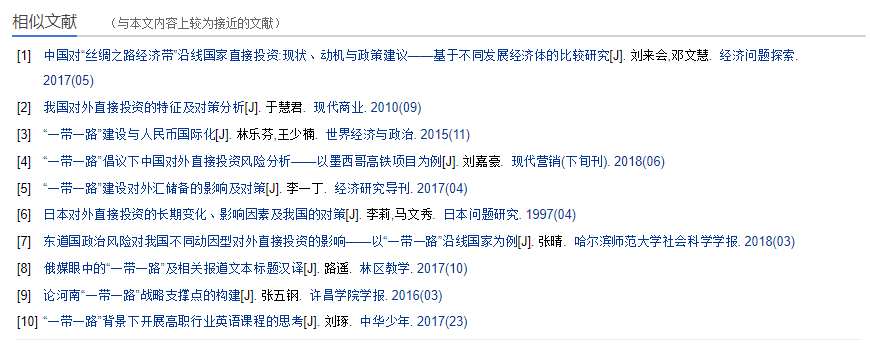 相似文献 （与本文内容上较为接近的文献）
[1] 中国对“丝绸之路经济带”沿线国家直接投资:现状、动机与政策建议——基于不同发展经济体的比较研究[J]. 刘来会,邓文慧. 经济问题探索.
2017(05)
[2] 我国对外直接投资的特征及对策分析[J]. 于慧君. 现代商业. 2010(09)
[3] “一带一路”建设与人民币国际化[J]. 林乐芬,王少楠. 世界经济与政治. 2015(11)
[4] “一带一路”倡议下中国对外直接投资风险分析——以墨西哥高铁项目为例[J]. 刘嘉豪. 现代营销(下旬刊). 2018(06)
[5] “一带一路”建设对外汇储备的影响及对策[J]. 李一丁. 经济研究导刊. 2017(04)
[6] 日本对外直接投资的长期变化、影响因素及我国的对策[J]. 李莉,马文秀. 日本问题研究. 1997(04)
[7] 东道国政治风险对我国不同动因型对外直接投资的影响——以“一带一路”沿线国家为例[J]. 张晴. 哈尔滨师范大学社会科学学报. 2018(03)
[8] 俄媒眼中的“一带一路”及相关报道文本标题汉译[J]. 路遥. 林区教学. 2017(10)
[9] 论河南“一带一路”战略支撑点的构建[J]. 张五钢. 许昌学院学报. 2016(03)
[10] “一带一路”背景下开展高职行业英语课程的思考[J]. 刘琢. 中华少年. 2017(23)